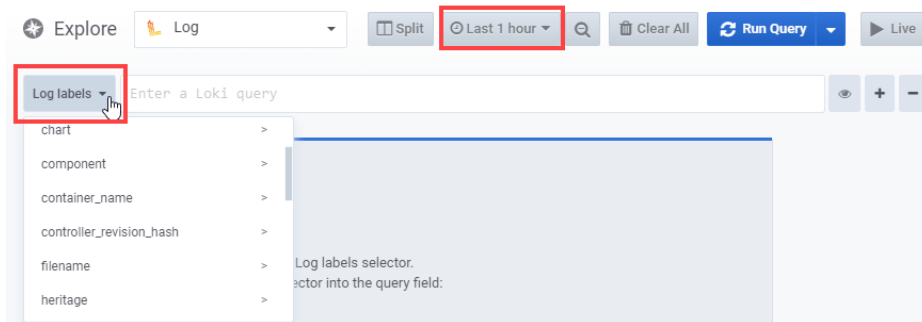 Explore Log Split Last 1 hour Clear All Run Query Live
Log labels Enter a Loki query
chart >
component >
container_name >
controller_revision_hash >
filename > Log labels selector.
ector into the query field:
heritage >